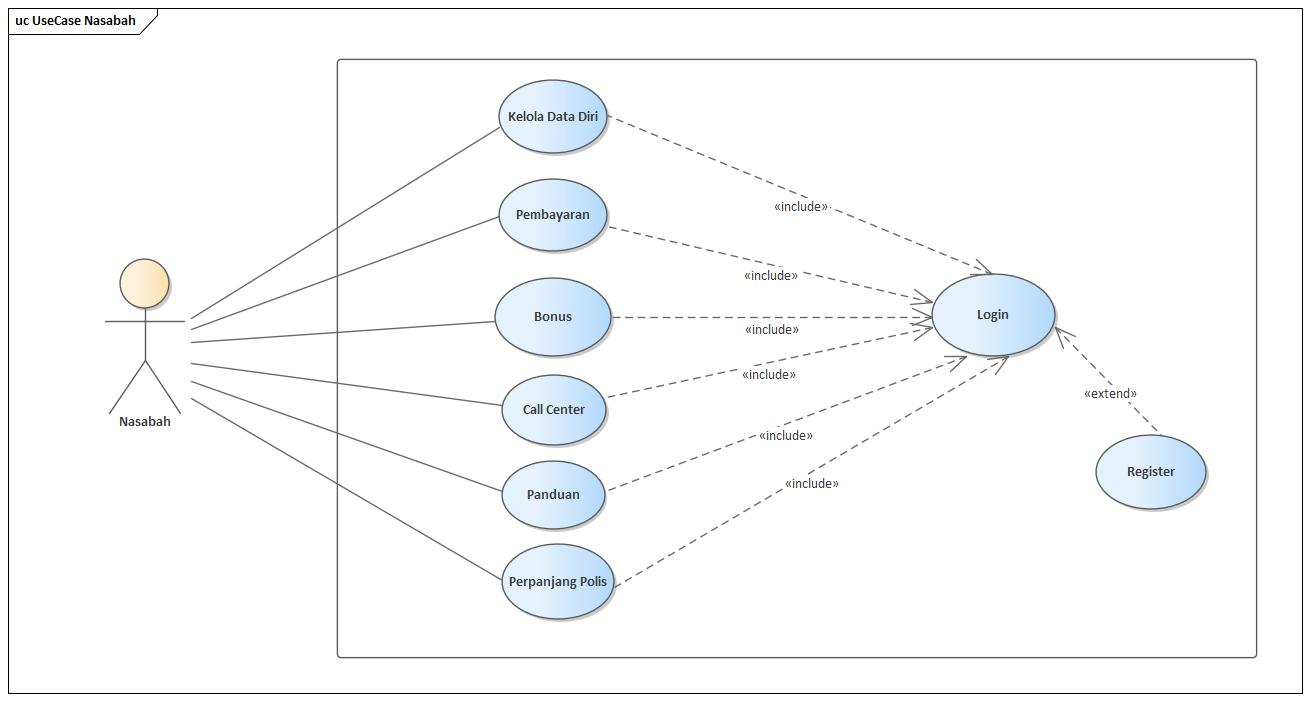 uc UseCase Nasabah
Kelola Data Diri
«include»
Pembayaran
«include»
Bonus
«include»
Login
Call Center
«include»
«extend»
Nasabah
«include»
Register
Panduan
«include»
Perpanjang Polis